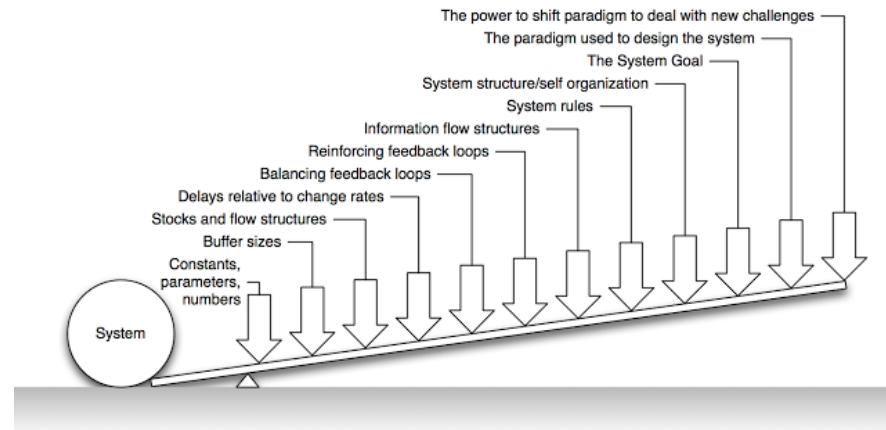 The power to shift paradigm to deal with new challenges
The paradigm used to design the system
The System Goal
System structure/self organization
System rules
Information flow structures
Reinforcing feedback loops
Balancing feedback loops
Delays relative to change rates
Stocks and flow structures
Buffer sizes
Constants,
parameters,
numbers
System